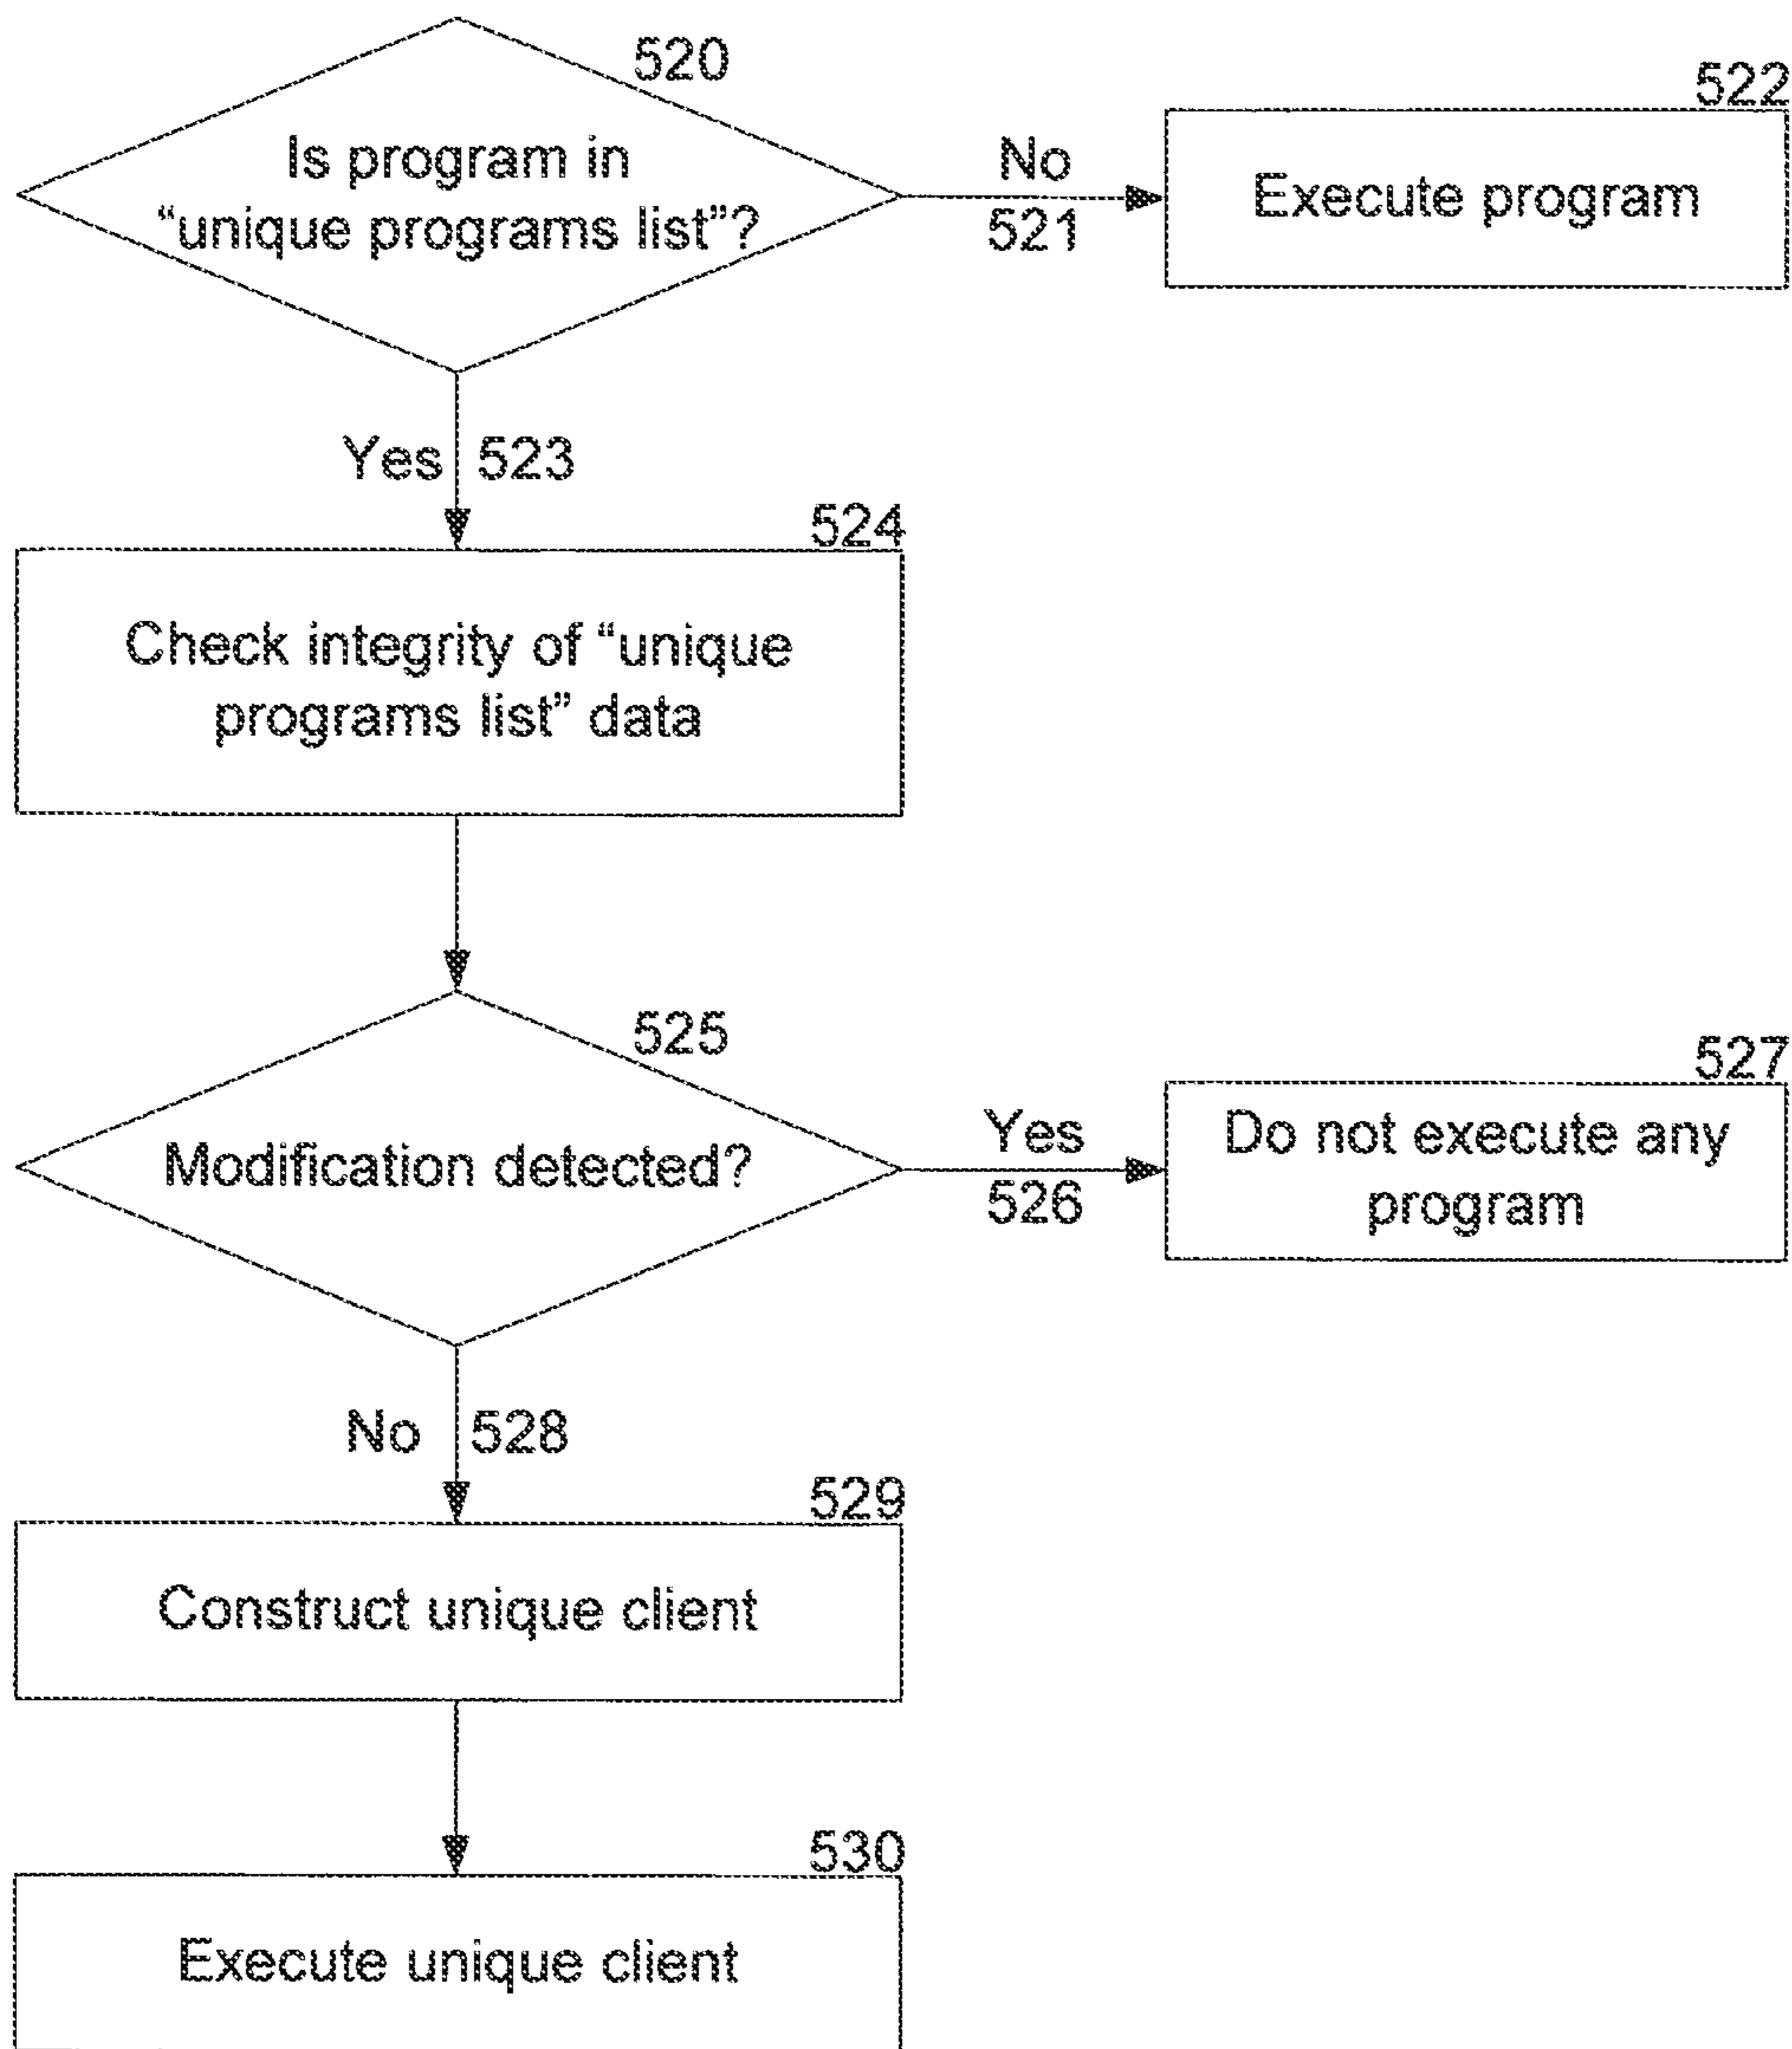 520
Is program in
“unique programs list”?
No
521
522
Execute program
Yes 523
524
Check integrity of “unique
programs list” data
525
Modification detected?
Yes
526
527
Do not execute any
program
No 528
529
Construct unique client
530
Execute unique client